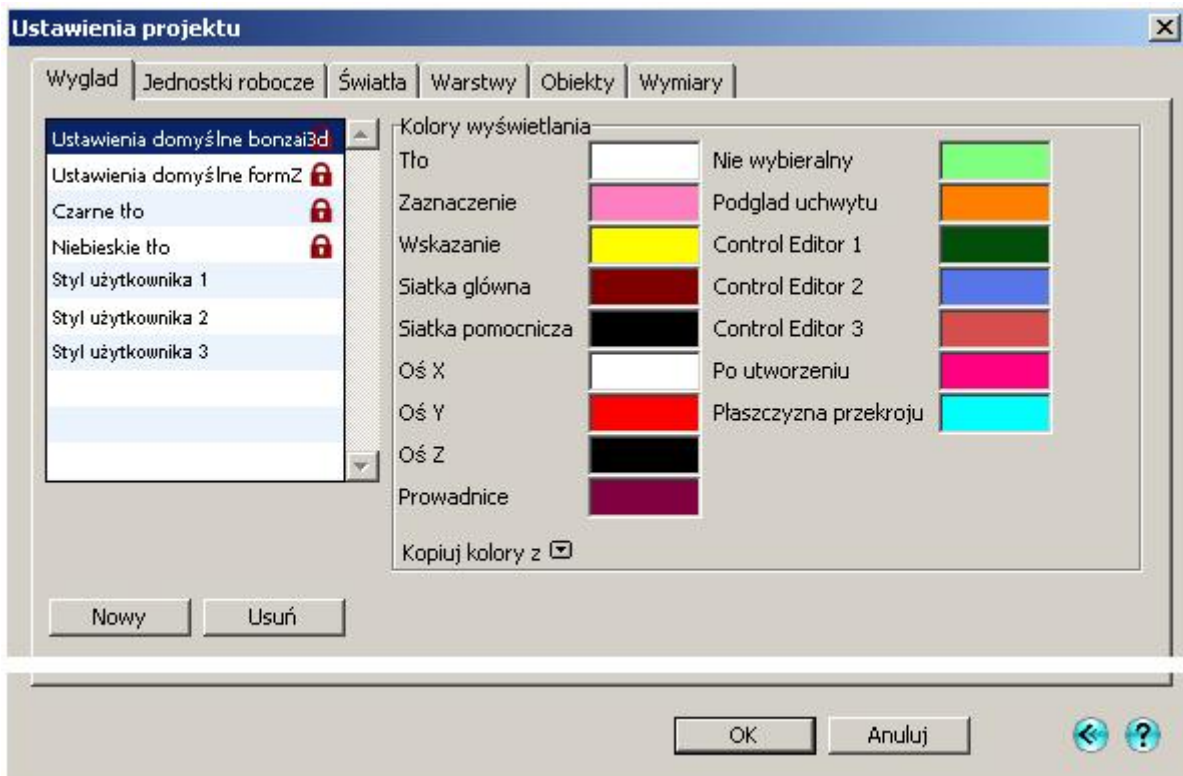 Ustawienia projektu
Wyglad Jednostki robocze Światła Warstwy Obiekty Wymiary
Ustawienia domyślne bonzai3d
Ustawienia domyślne formZ
Czarne tło
Niebieskie tło
Styl użytkownika 1
Styl użytkownika 2
Styl użytkownika 3
Kolory wyświetlania
Tło
Zaznaczenie
Wskazanie
Siatka glówna
Siatka pomocnicza
Oś X
Oś Y
Oś Z
Prowadnice
Nie wybieralny
Podglad uchwytu
Control Editor 1
Control Editor 2
Control Editor 3
Po utworzeniu
Płaszczyzna przekroju
Kopiuj kolory z
Nowy Usuń
OK Anuluj
?